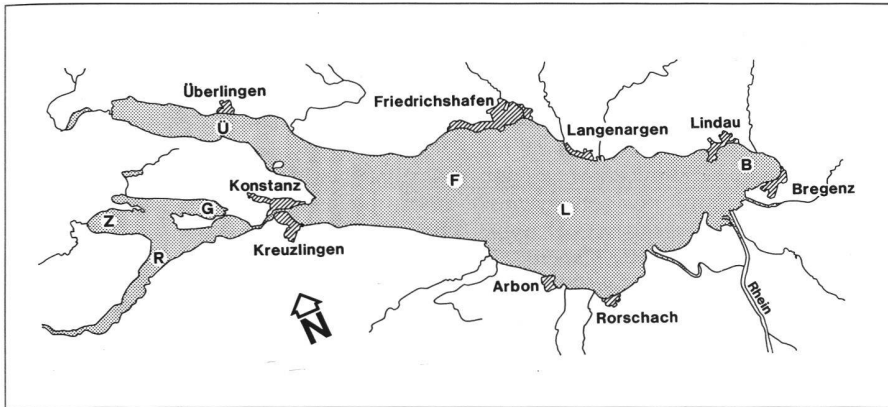 Überlingen
Friedrichshafen
Langenargen
Lindau
Ü
B
Konstanz
F
Bregenz
G
L
Z
Kreuzlingen
R
Arbon
Rhein
Rorschach
N